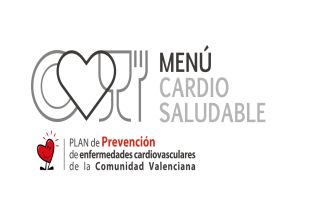 MENÚ
CARDIO
SALUDABLE
PLAN de Prevención
de enfermedades cardiovasculares
de la Comunidad Valenciana